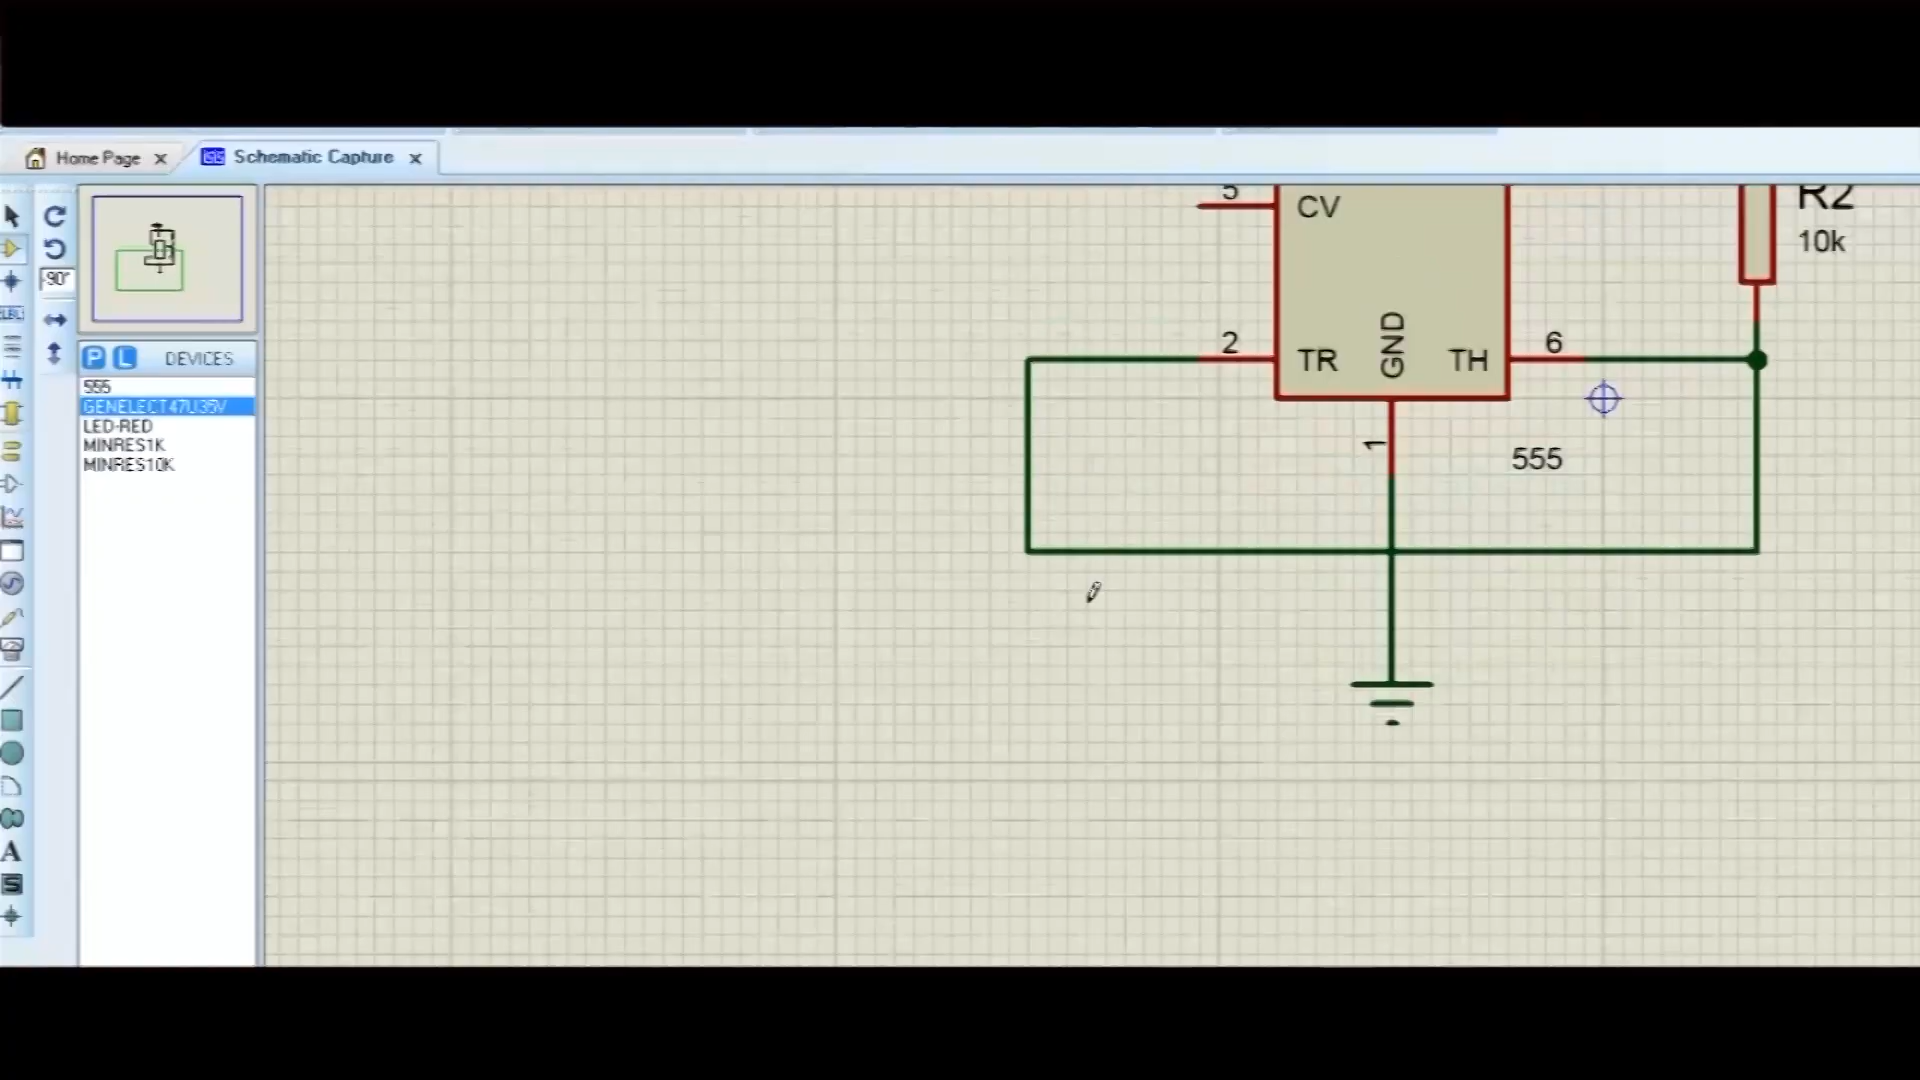 Home Page
Schematic Capture
-90°
LBL
P L DEVICES
555
GENELECT47U35V
LED-RED
MINRES1K
MINRES10K
A
S
5
CV
R2
10k
2
TR
GND
TH
6
1
555